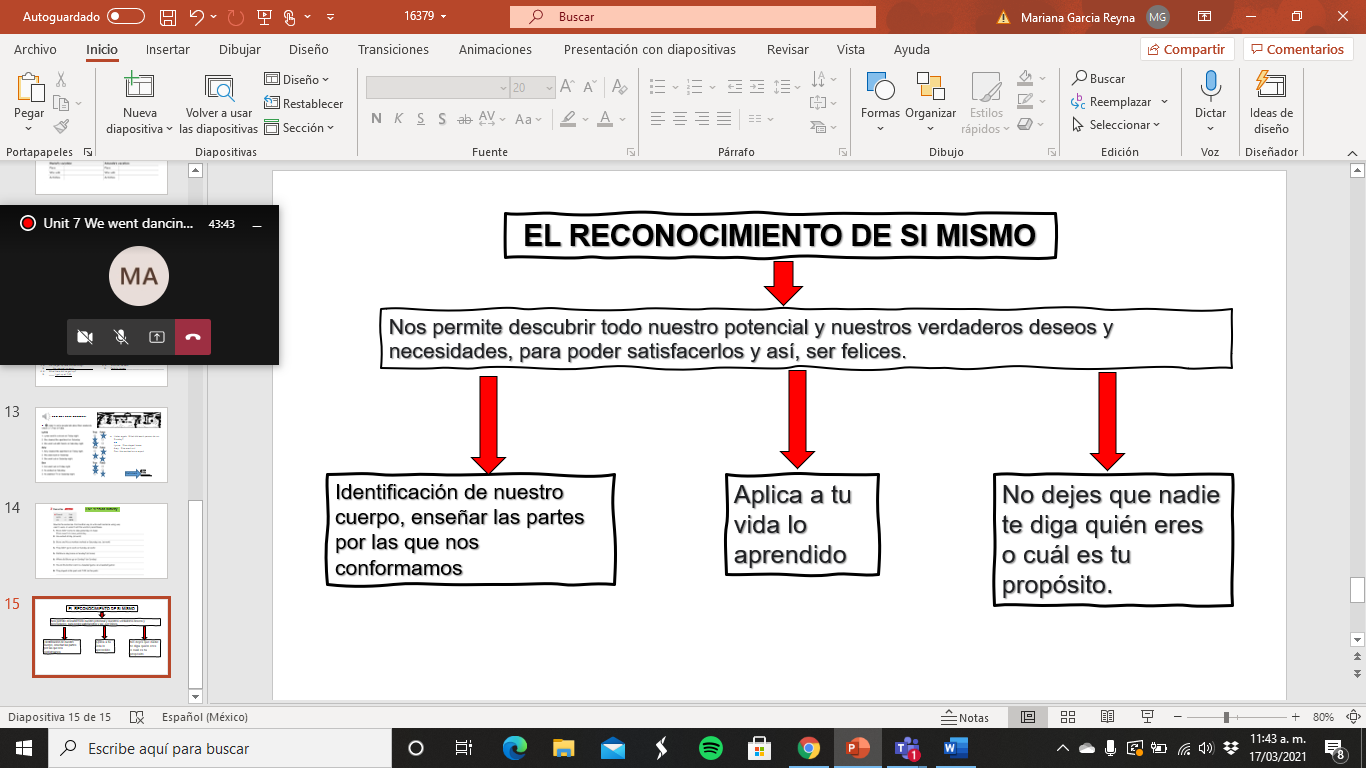 Autoguardado
16379
Buscar
Mariana Garcia Reyna
MG
Archivo
Inicio
Insertar
Dibujar
Diseño
Transiciones
Animaciones
Presentación con diapositivas
Revisar
Vista
Ayuda
Compartir
Comentarios
Pegar
Portapapeles
Nueva
diapositiva
Volver a usar
las diapositivas
Diseño
Restablecer
Sección
Diapositivas
20
N K S S ab AV Aa A
Fuente
Párrafo
Formas
Organizar
Estilos
rápidos
Dibujo
Buscar
Reemplazar
Seleccionar
Edición
Dictar
Voz
Ideas de
diseño
Diseñador
Unit 7 We went dancin...
43:43
MA
13
14
15
EL RECONOCIMIENTO DE SI MISMO
Nos permite descubrir todo nuestro potencial y nuestros verdaderos deseos y
necesidades, para poder satisfacerlos y así, ser felices.
Identificación de nuestro
cuerpo, enseñar las partes
por las que nos
conformamos
Aplica a tu
vida lo
aprendido
No dejes que nadie
te diga quién eres
o cuál es tu
propósito.
Diapositiva 15 de 15
Español (México)
Notas
80%
Escribe aquí para buscar
1
11:43 a. m.
17/03/2021
8